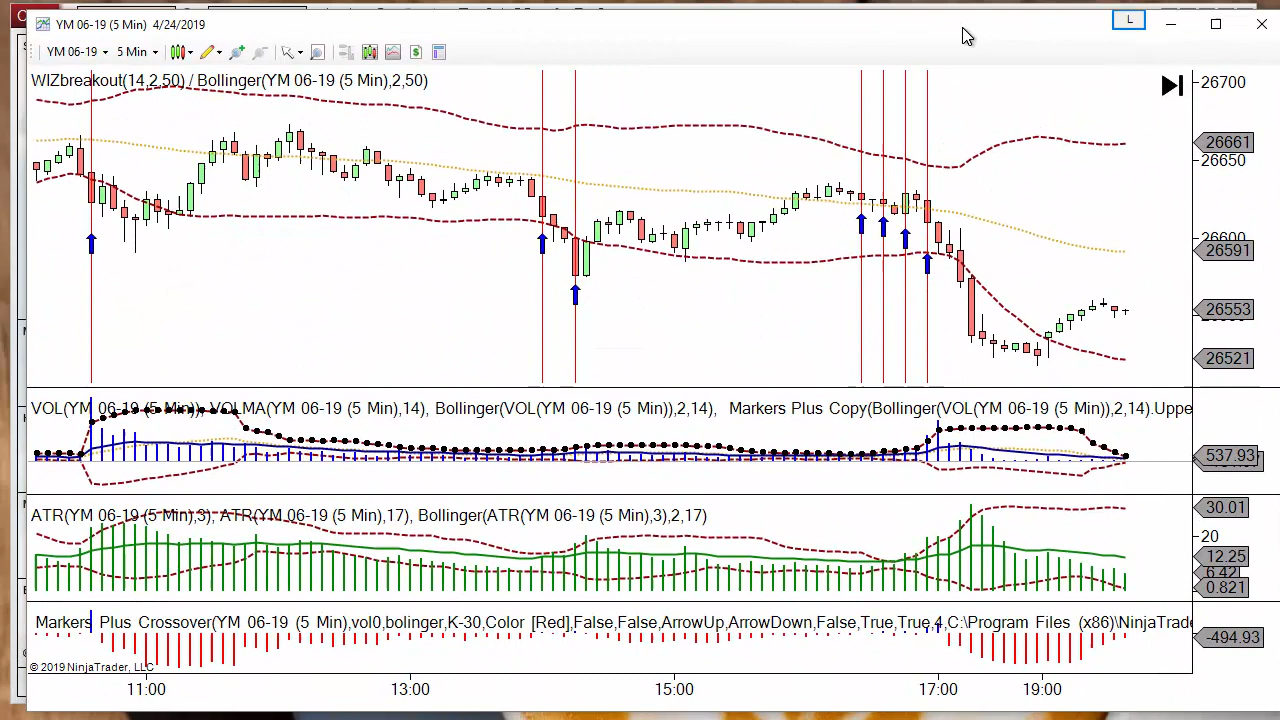 YM 06-19 (5 Min) 4/24/2019
L
YM 06-19 5 Min
WIZbreakout(14,2,50) / Bollinger(YM 06-19 (5 Min),2,50)
26700
26661
26650
26600
26591
26553
26521
VOL(YM 06-19 (5 Min)), VOLMA(YM 06-19 (5 Min),14), Bollinger(VOL(YM 06-19 (5 Min)),2,14), Markers Plus Copy(Bollinger(VOL(YM 06-19 (5 Min)),2,14).Uppe
537.93
ATR(YM 06-19 (5 Min),3), ATR(YM 06-19 (5 Min),17), Bollinger(ATR(YM 06-19 (5 Min),3),2,17)
30.01
20
12.25
6.42
0.821
Markers Plus Crossover(YM 06-19 (5 Min),vol0,bolinger,K-30,Color [Red],False,False,ArrowUp,ArrowDown,False,True,True,4,C:\Program Files (x86)\NinjaTrade
-494.93
© 2019 NinjaTrader, LLC
11:00 13:00 15:00 17:00 19:00